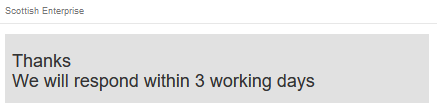 Scottish Enterprise
Thanks
We will respond within 3 working days